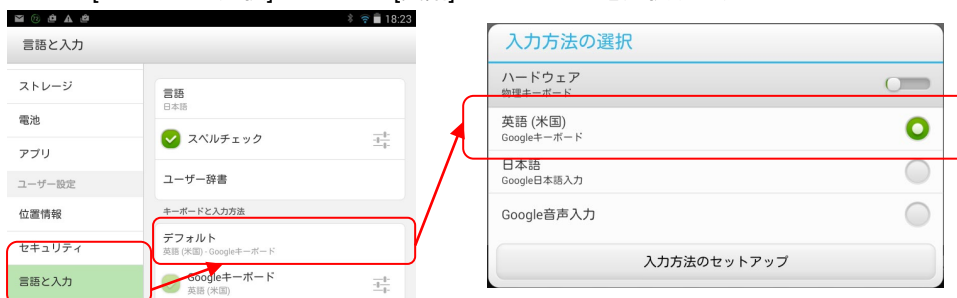 18:23
言語と入力
ストレージ
電池
アプリ
ユーザー設定
位置情報
セキュリティ
言語と入力
言語
日本語
スペルチェック
ユーザー辞書
キーボードと入力方法
デフォルト
英語 (米国) - Googleキーボード
Googleキーボード
英語 (米国)
入力方法の選択
ハードウェア
物理キーボード
英語 (米国)
Googleキーボード
日本語
Google日本語入力
Google音声入力
入力方法のセットアップ